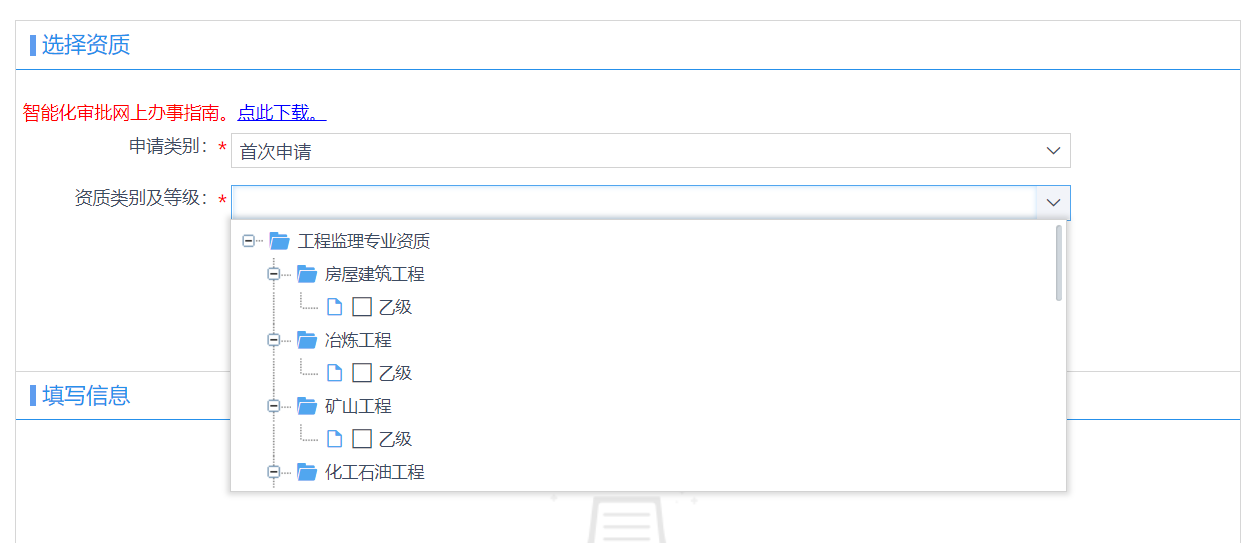 选择资质
智能化审批网上办事指南。点此下载。
申请类别：* 首次申请
资质类别及等级：*
工程监理专业资质
房屋建筑工程
乙级
冶炼工程
乙级
矿山工程
乙级
化工石油工程
填写信息